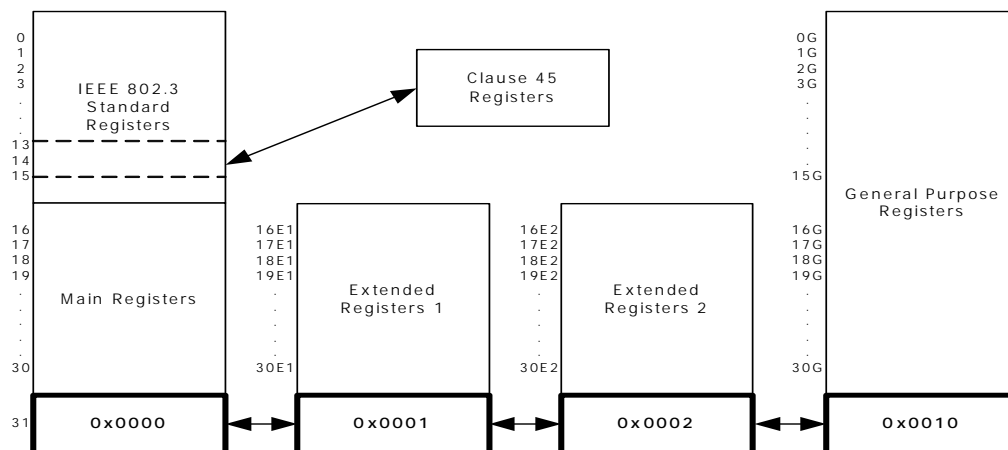 0
1
2
3
.
.
.
13
14
15
IEEE 802.3
Standard
Registers
16
17
18
19
.
.
.
.
.
30
Main Registers
31
0x0000
Clause 45
Registers
16E1
17E1
18E1
19E1
.
.
.
.
.
30E1
Extended
Registers 1
0x0001
16E2
17E2
18E2
19E2
.
.
.
.
.
30E2
Extended
Registers 2
0x0002
0G
1G
2G
3G
.
.
.
.
.
15G
16G
17G
18G
19G
.
.
.
.
.
30G
General Purpose
Registers
0x0010